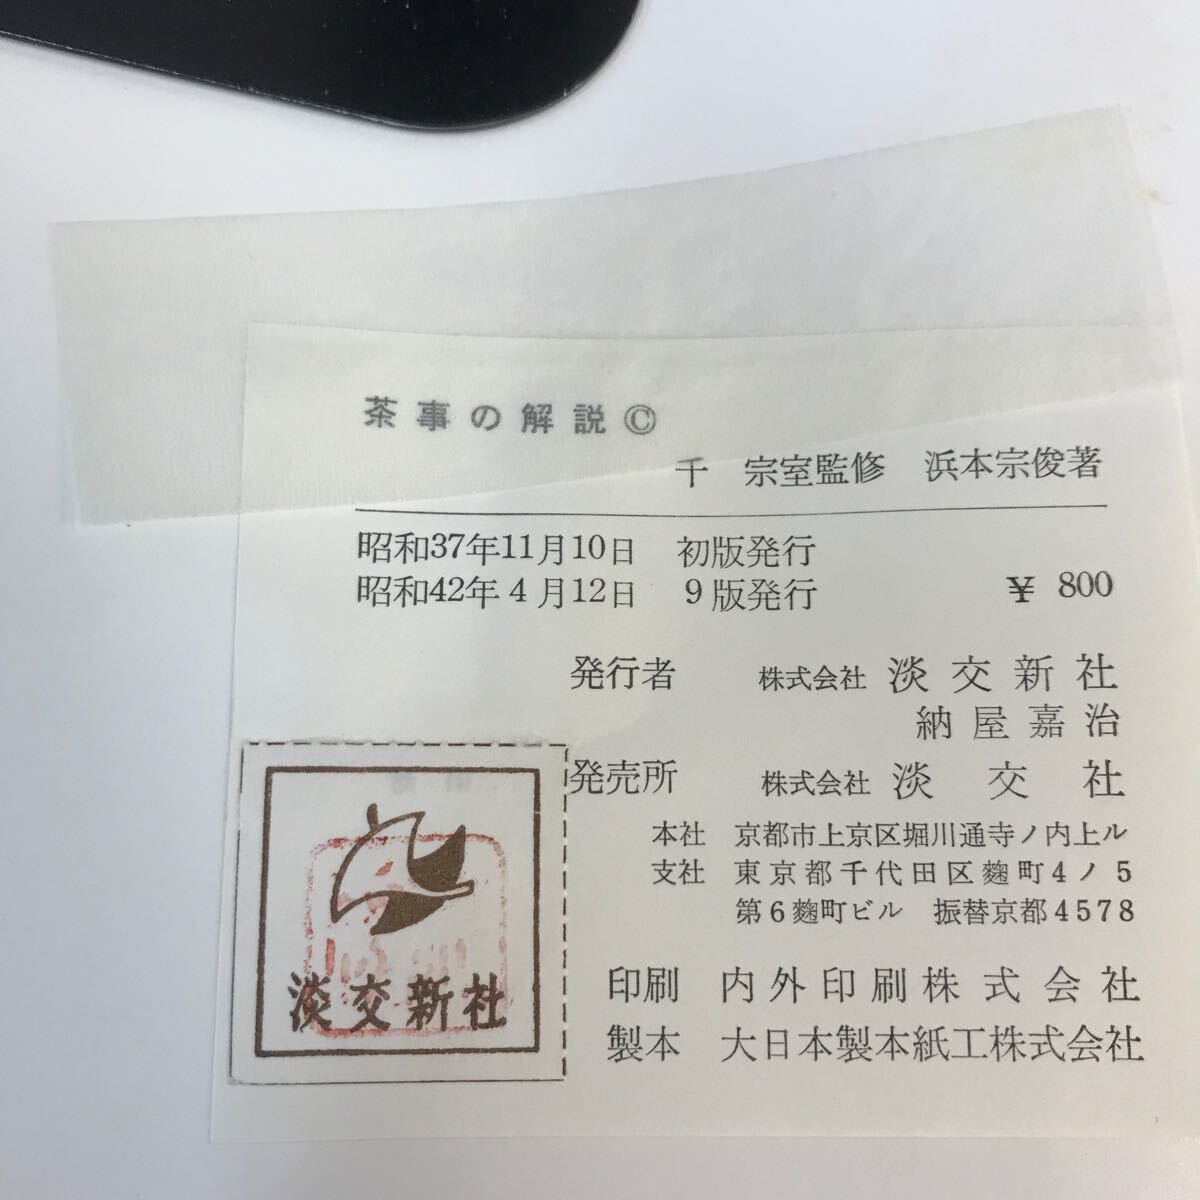 茶事の解説©
千　宗室監修　浜本宗俊著
昭和37年11月10日　初版発行
昭和42年4月12日　9版発行　¥ 800
発行者　株式会社 淡交新社
納屋嘉治
発売所　株式会社 淡交社
本社　京都市上京区堀川通寺ノ内上ル
支社　東京都千代田区麴町4ノ5
第6麴町ビル　振替京都4578
印刷　内外印刷株式会社
製本　大日本製本紙工株式会社
淡交新社